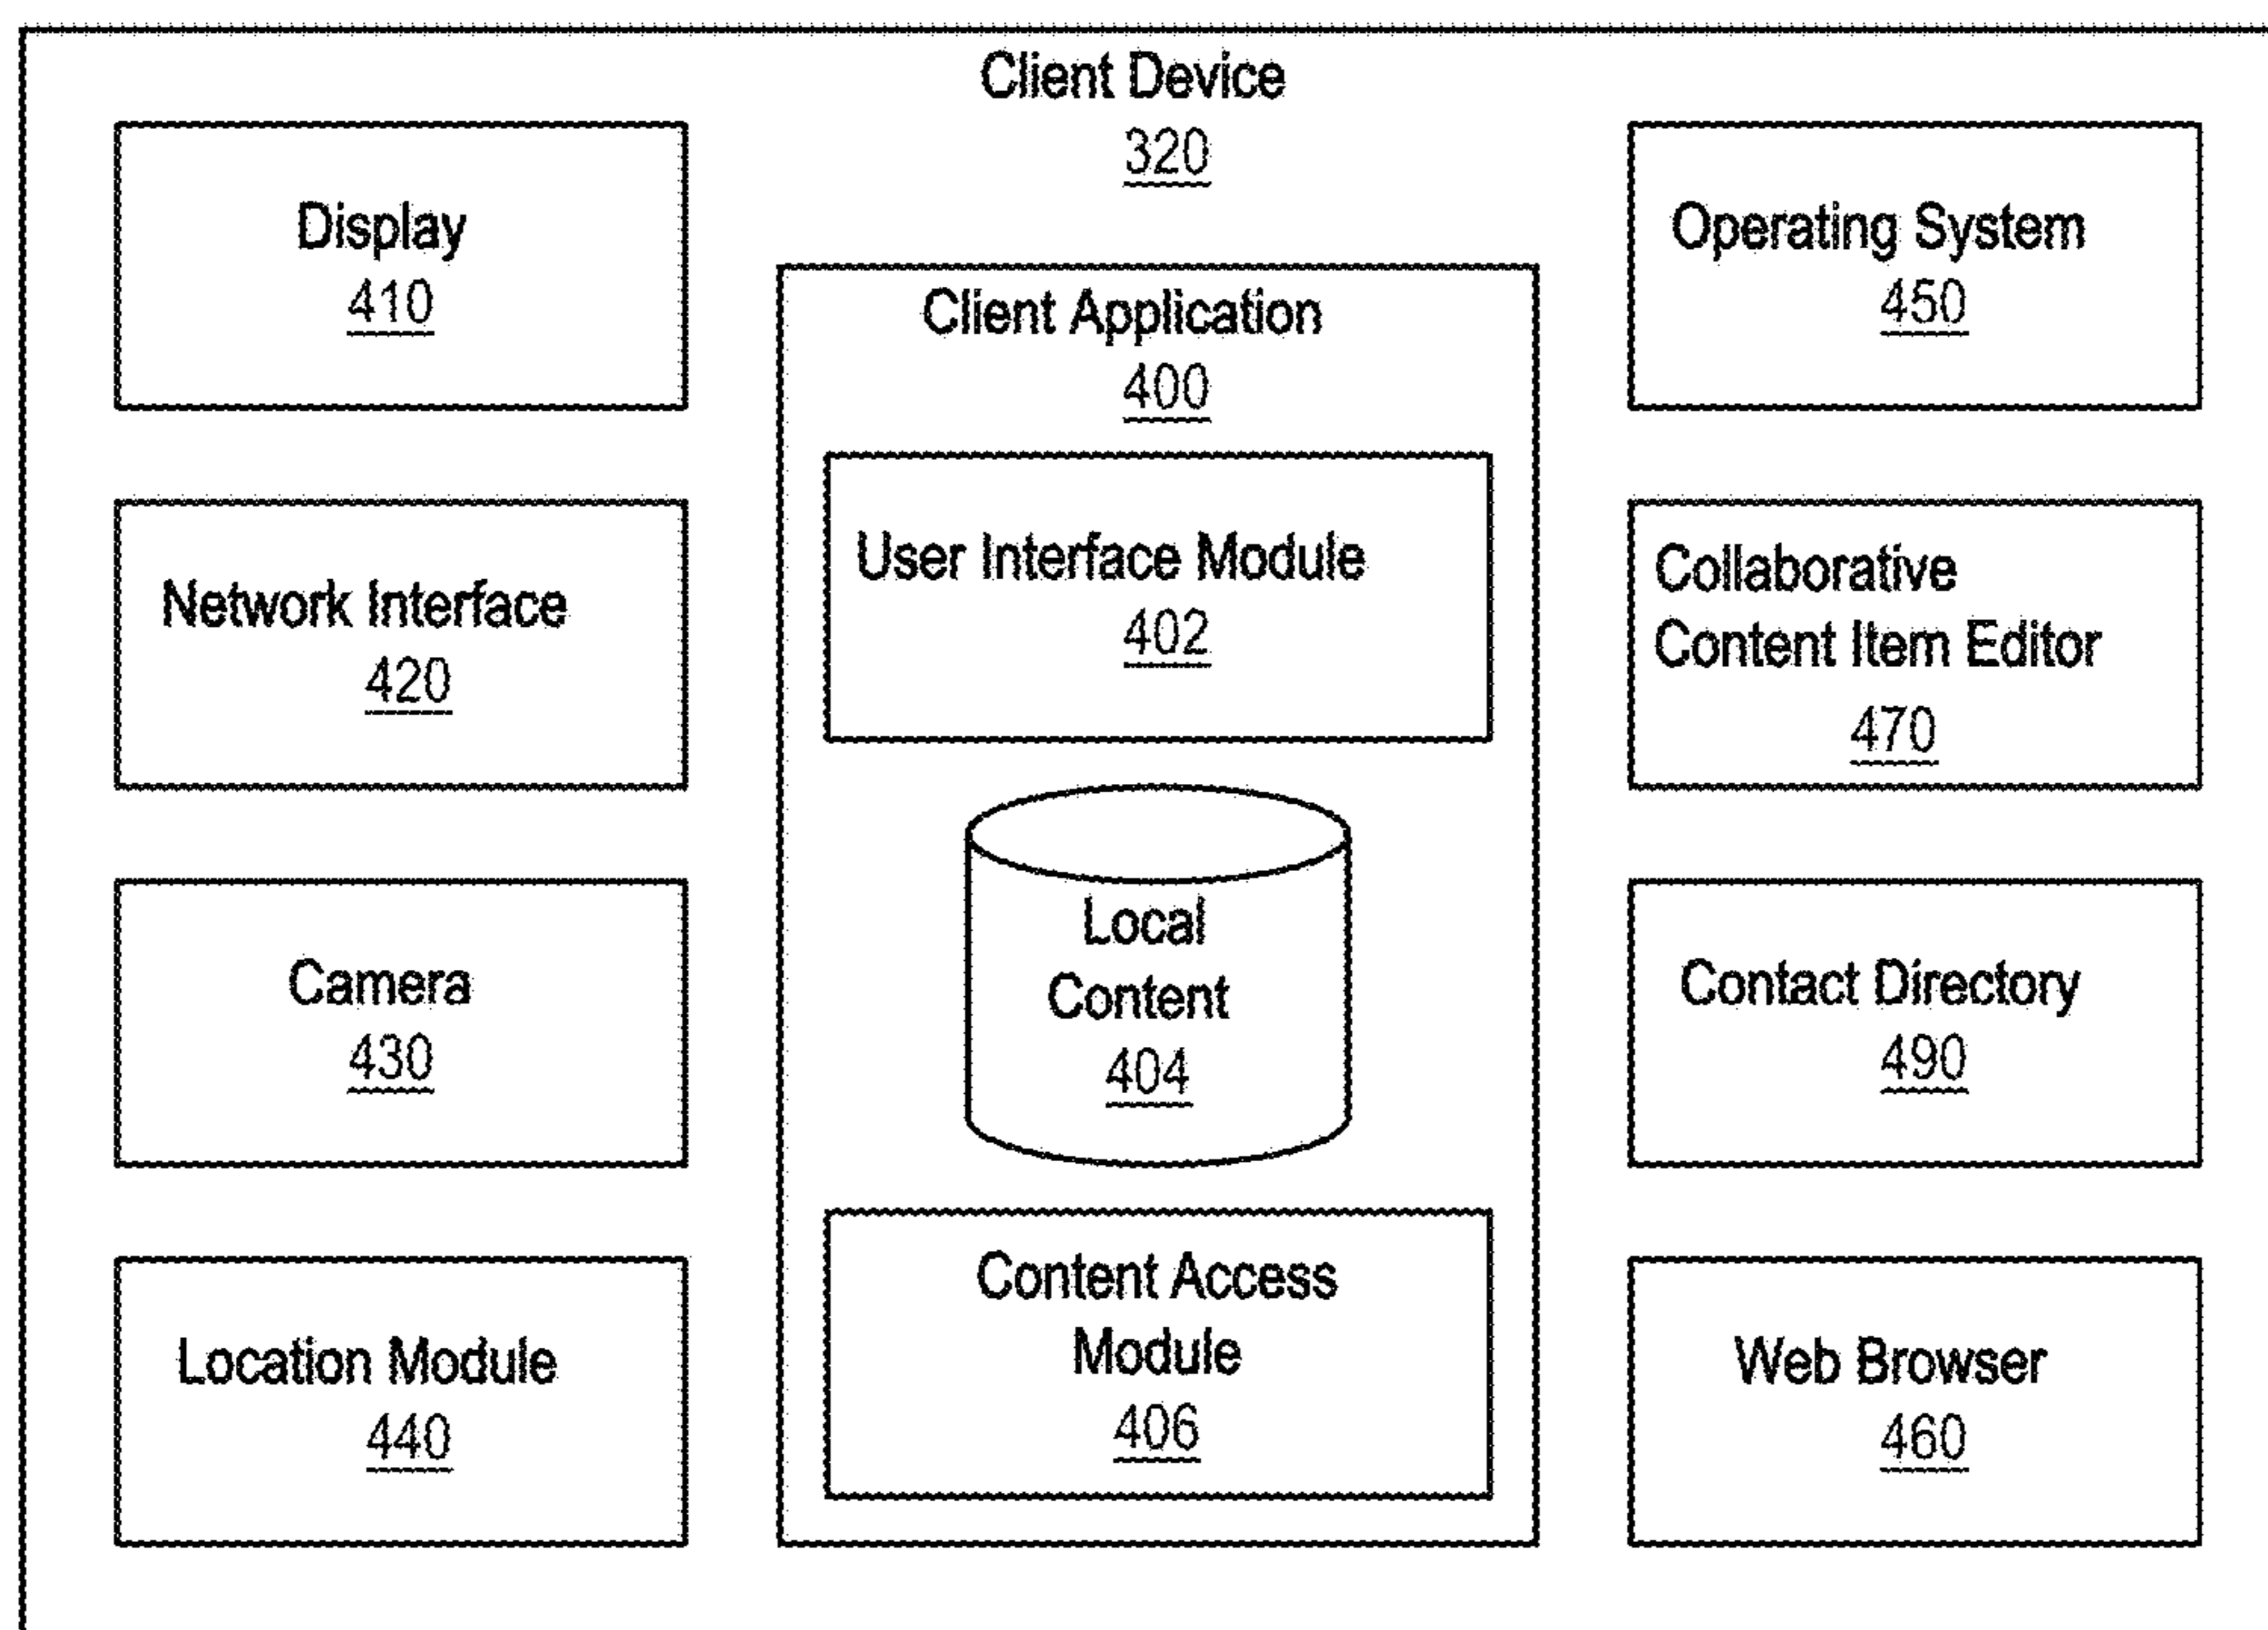 Client Device
320
Display
410
Network Interface
420
Camera
430
Location Module
440
Client Application
400
User Interface Module
402
Local
Content
404
Content Access
Module
406
Operating System
450
Collaborative
Content Item Editor
470
Contact Directory
490
Web Browser
460